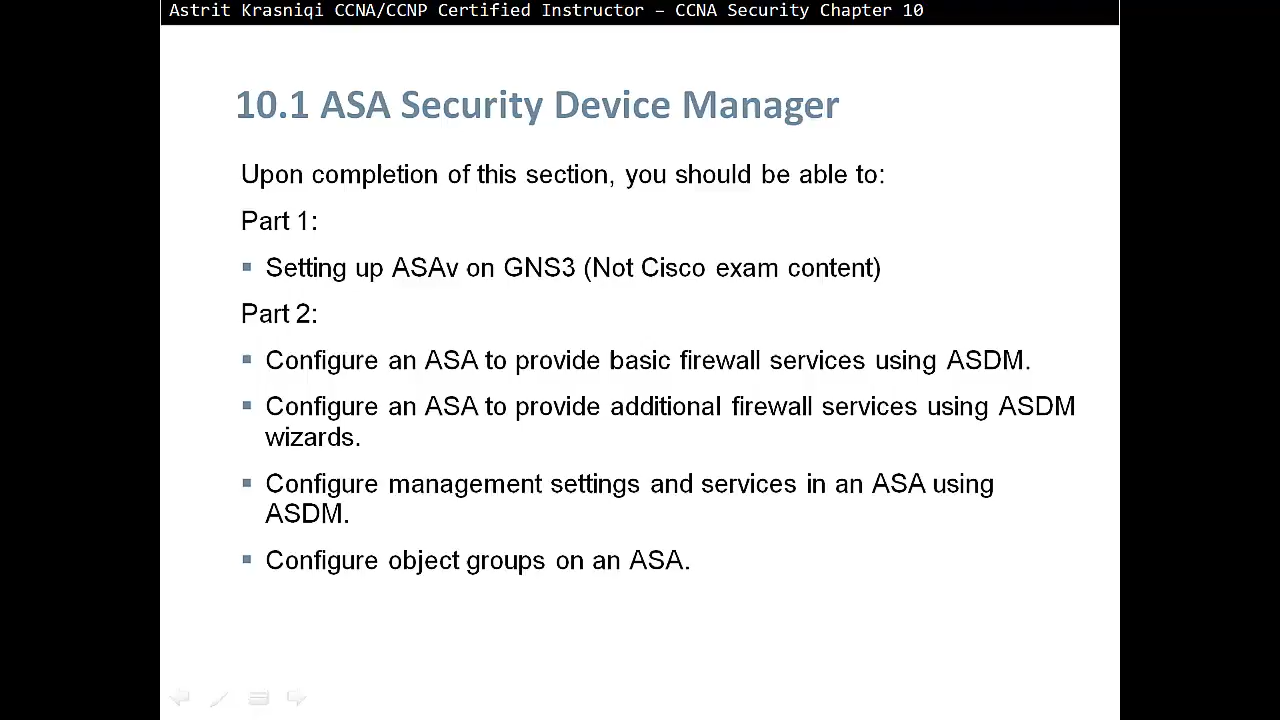 Astrit Krasniqi CCNA/CCNP Certified Instructor – CCNA Security Chapter 10
10.1 ASA Security Device Manager
Upon completion of this section, you should be able to:
Part 1:
▪ Setting up ASAv on GNS3 (Not Cisco exam content)
Part 2:
▪ Configure an ASA to provide basic firewall services using ASDM.
▪ Configure an ASA to provide additional firewall services using ASDM
wizards.
▪ Configure management settings and services in an ASA using
ASDM.
▪ Configure object groups on an ASA.